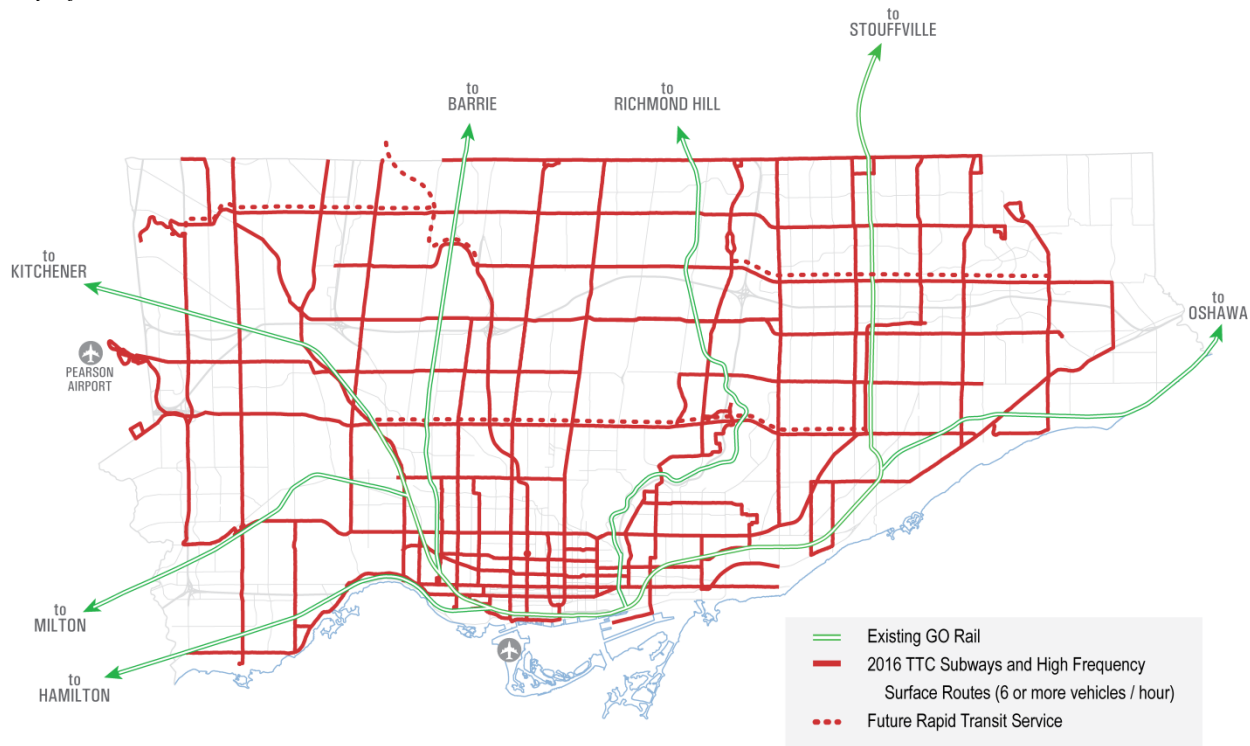 to
STOUFFVILLE
to
BARRIE
to
RICHMOND HILL
to
KITCHENER
to
OSHAWA
PEARSON
AIRPORT
to
MILTON
to
HAMILTON
Existing GO Rail
2016 TTC Subways and High Frequency
Surface Routes (6 or more vehicles / hour)
Future Rapid Transit Service